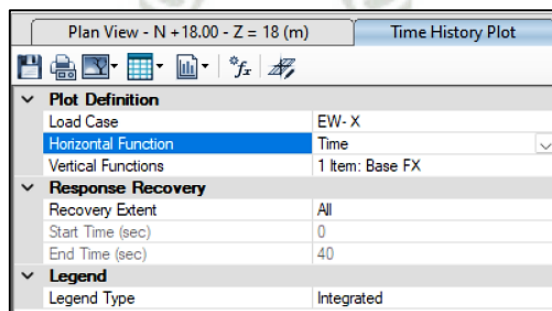 Plan View - N +18.00 - Z = 18 (m) Time History Plot
fx
Plot Definition
Load Case EW- X
Horizontal Function Time
Vertical Functions 1 Item: Base FX
Response Recovery
Recovery Extent All
Start Time (sec) 0
End Time (sec) 40
Legend
Legend Type Integrated